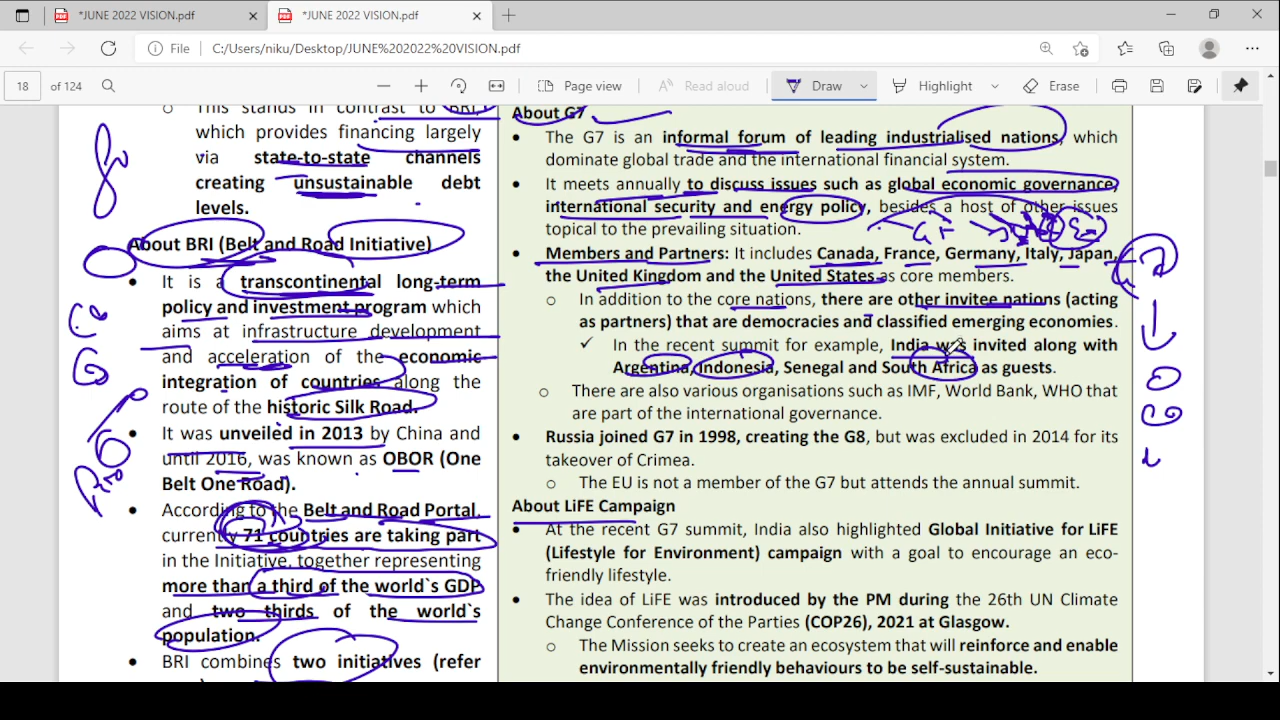 *JUNE 2022 VISION.pdf
*JUNE 2022 VISION.pdf
File
C:/Users/niku/Desktop/JUNE%202022%20VISION.pdf
18 of 124
Page view
Read aloud
Draw
Highlight
Erase
This stands in contrast to BRI,
which provides financing largely
via state-to-state channels
creating unsustainable debt
levels.
About BRI (Belt and Road Initiative)
It is a transcontinental long-term
policy and investment program which
aims at infrastructure development
and acceleration of the economic
integration of countries along the
route of the historic Silk Road.
It was unveiled in 2013 by China and
until 2016, was known as OBOR (One
Belt One Road).
According to the Belt and Road Portal,
currently 71 countries are taking part
in the Initiative, together representing
more than a third of the world`s GDP
and two thirds of the world`s
population.
BRI combines two initiatives (refer
About G7
The G7 is an informal forum of leading industrialised nations, which
dominate global trade and the international financial system.
It meets annually to discuss issues such as global economic governance,
international security and energy policy, besides a host of other issues
topical to the prevailing situation.
Members and Partners: It includes Canada, France, Germany, Italy, Japan,
the United Kingdom and the United States as core members.
In addition to the core nations, there are other invitee nations (acting
as partners) that are democracies and classified emerging economies.
In the recent summit for example, India was invited along with
Argentina, Indonesia, Senegal and South Africa as guests.
There are also various organisations such as IMF, World Bank, WHO that
are part of the international governance.
Russia joined G7 in 1998, creating the G8, but was excluded in 2014 for its
takeover of Crimea.
The EU is not a member of the G7 but attends the annual summit.
About LiFE Campaign
At the recent G7 summit, India also highlighted Global Initiative for LiFE
(Lifestyle for Environment) campaign with a goal to encourage an eco-
friendly lifestyle.
The idea of LiFE was introduced by the PM during the 26th UN Climate
Change Conference of the Parties (COP26), 2021 at Glasgow.
The Mission seeks to create an ecosystem that will reinforce and enable
environmentally friendly behaviours to be self-sustainable.